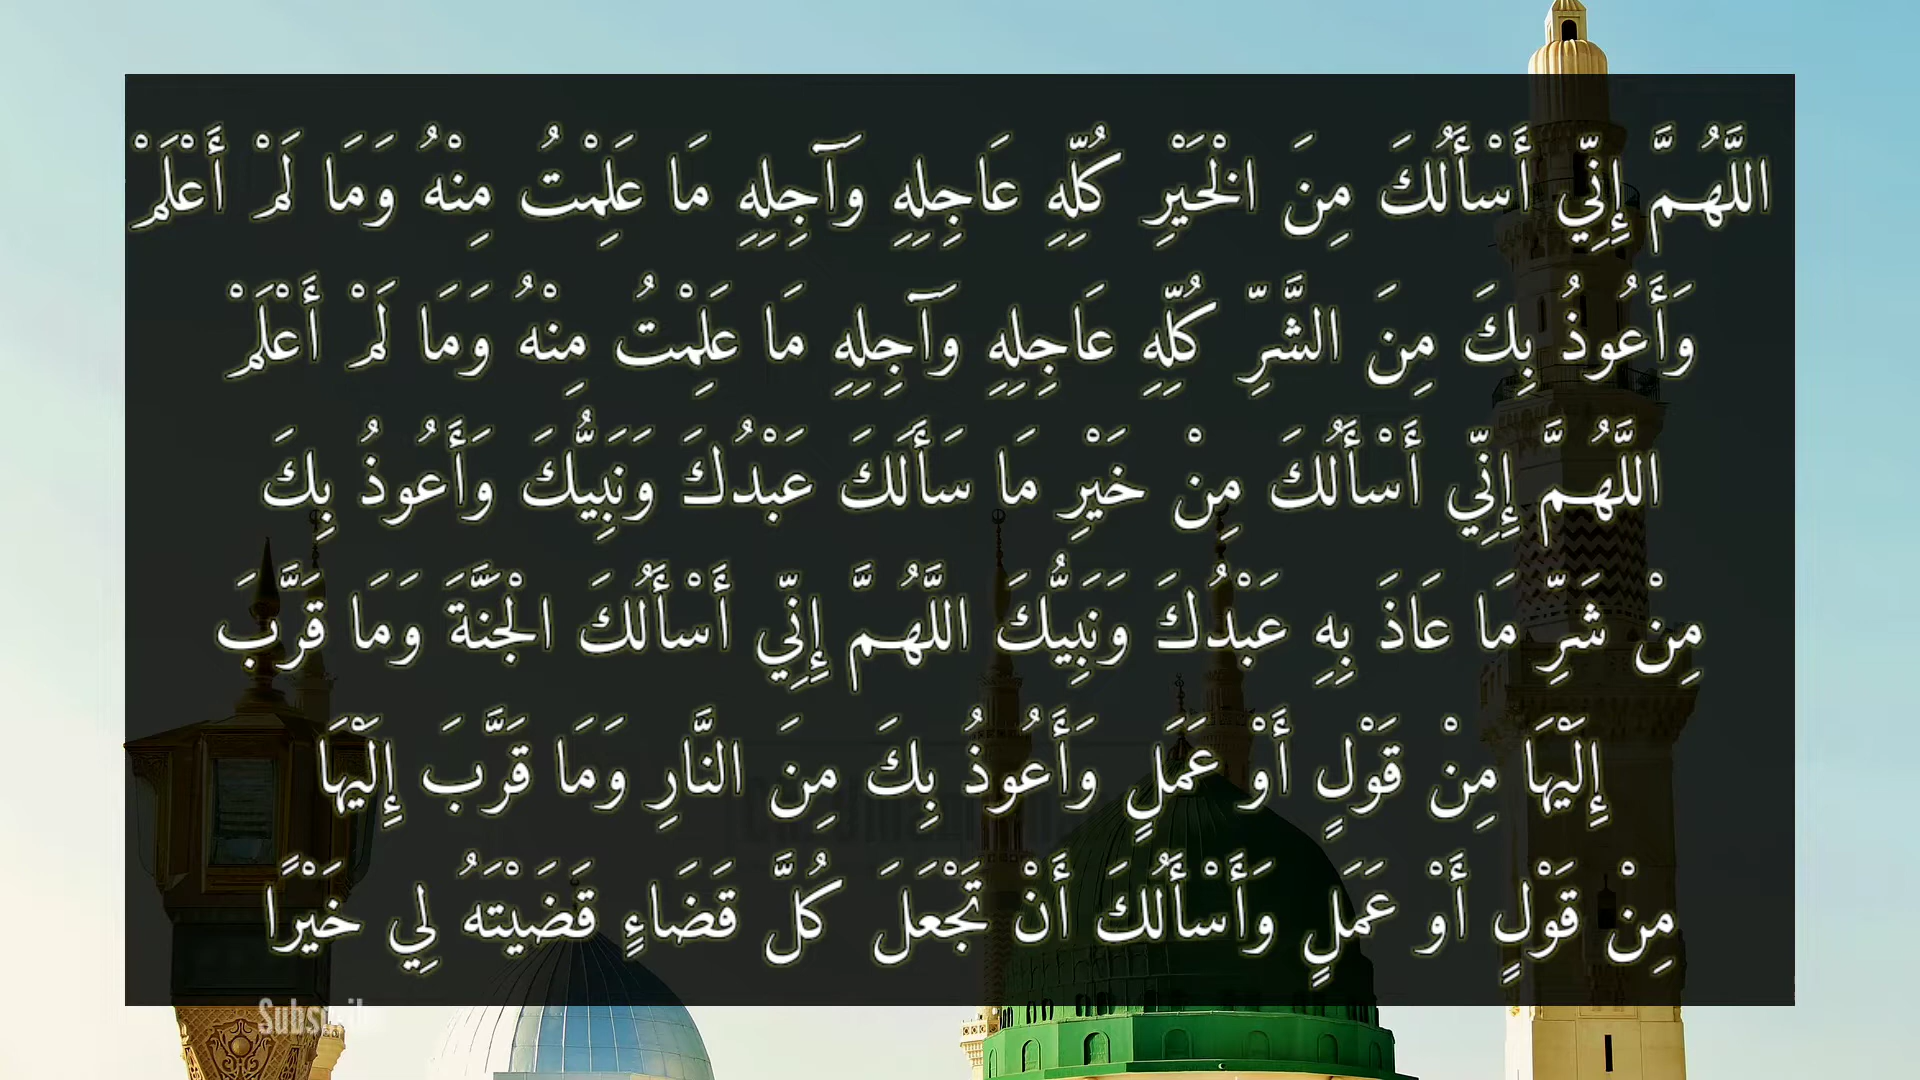 اللَّهُمَّ إِنِّي أَسْأَلُكَ مِنَ الْخَيْرِ كُلِّهِ عَاجِلِهِ وَآجِلِهِ مَا عَلِمْتُ مِنْهُ وَمَا لَمْ أَعْلَمْ
وَأَعُوذُ بِكَ مِنَ الشَّرِّ كُلِّهِ عَاجِلِهِ وَآجِلِهِ مَا عَلِمْتُ مِنْهُ وَمَا لَمْ أَعْلَمْ
اللَّهُمَّ إِنِّي أَسْأَلُكَ مِنْ خَيْرِ مَا سَأَلَكَ عَبْدُكَ وَنَبِيُّكَ وَأَعُوذُ بِكَ
مِنْ شَرِّ مَا عَاذَ بِهِ عَبْدُكَ وَنَبِيُّكَ اللَّهُمَّ إِنِّي أَسْأَلُكَ الْجَنَّةَ وَمَا قَرَّبَ
إِلَيْهَا مِنْ قَوْلٍ أَوْ عَمَلٍ وَأَعُوذُ بِكَ مِنَ النَّارِ وَمَا قَرَّبَ إِلَيْهَا
مِنْ قَوْلٍ أَوْ عَمَلٍ وَأَسْأَلُكَ أَنْ تَجْعَلَ كُلَّ قَضَاءٍ قَضَيْتَهُ لِي خَيْرًا